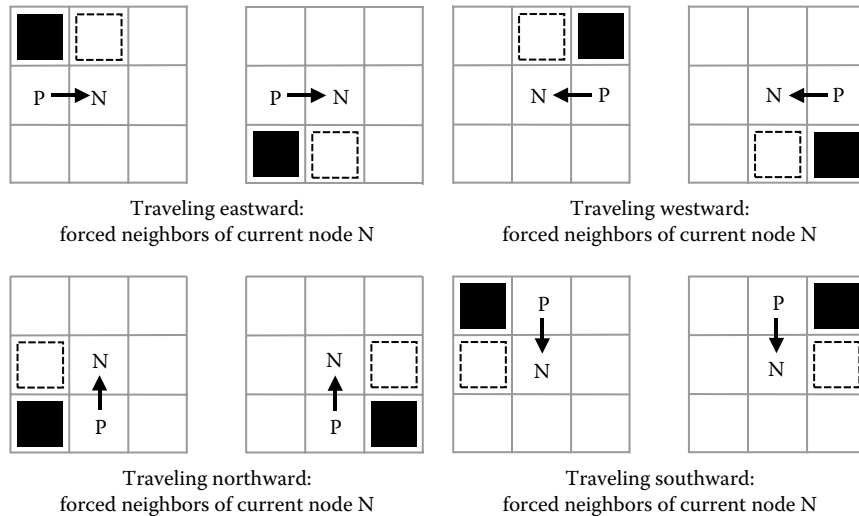 P N
P N
N P
N P
Traveling eastward:
forced neighbors of current node N
Traveling westward:
forced neighbors of current node N
N
P
N
P
P
N
P
N
Traveling northward:
forced neighbors of current node N
Traveling southward:
forced neighbors of current node N